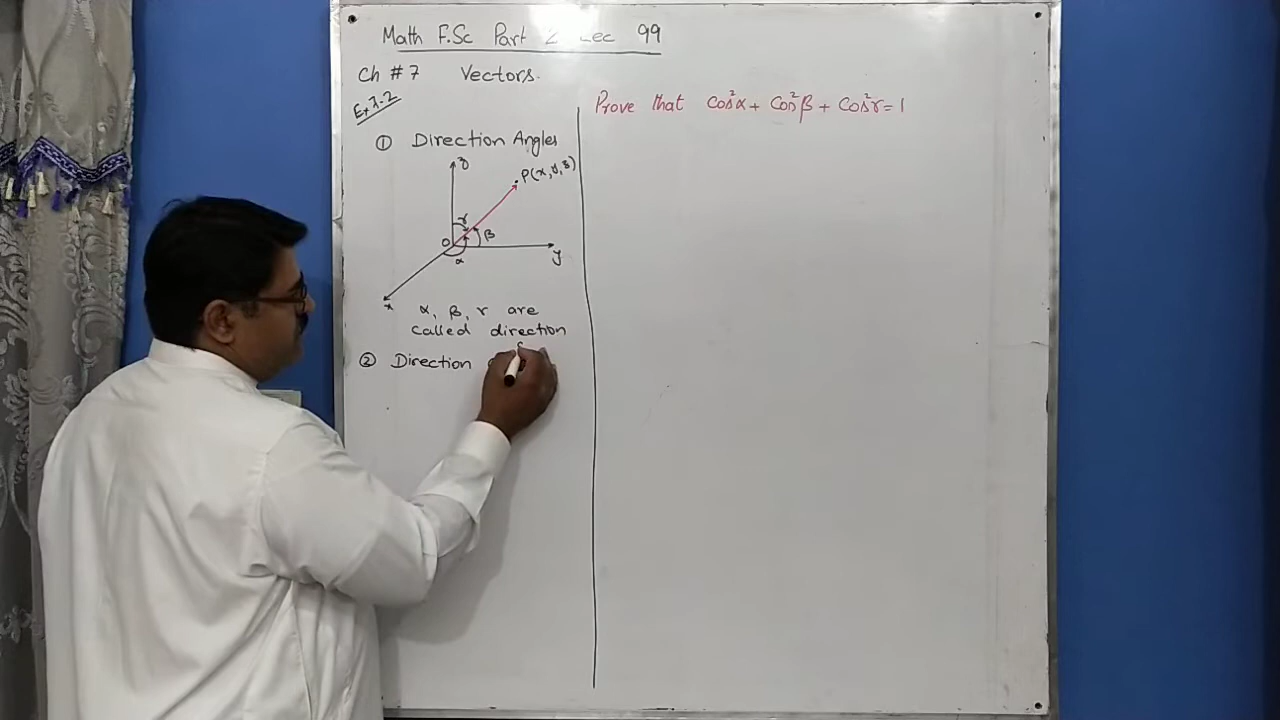 Math F.Sc Part 2 Lec 99
Ch # 7 Vectors.
Ex 7.2
① Direction Angles
z
P(x, y, z)
γ
O
β
α
y
x
α, β, γ are
called direction
② Direction
Prove that Cos²α + Cos²β + Cos²γ = 1